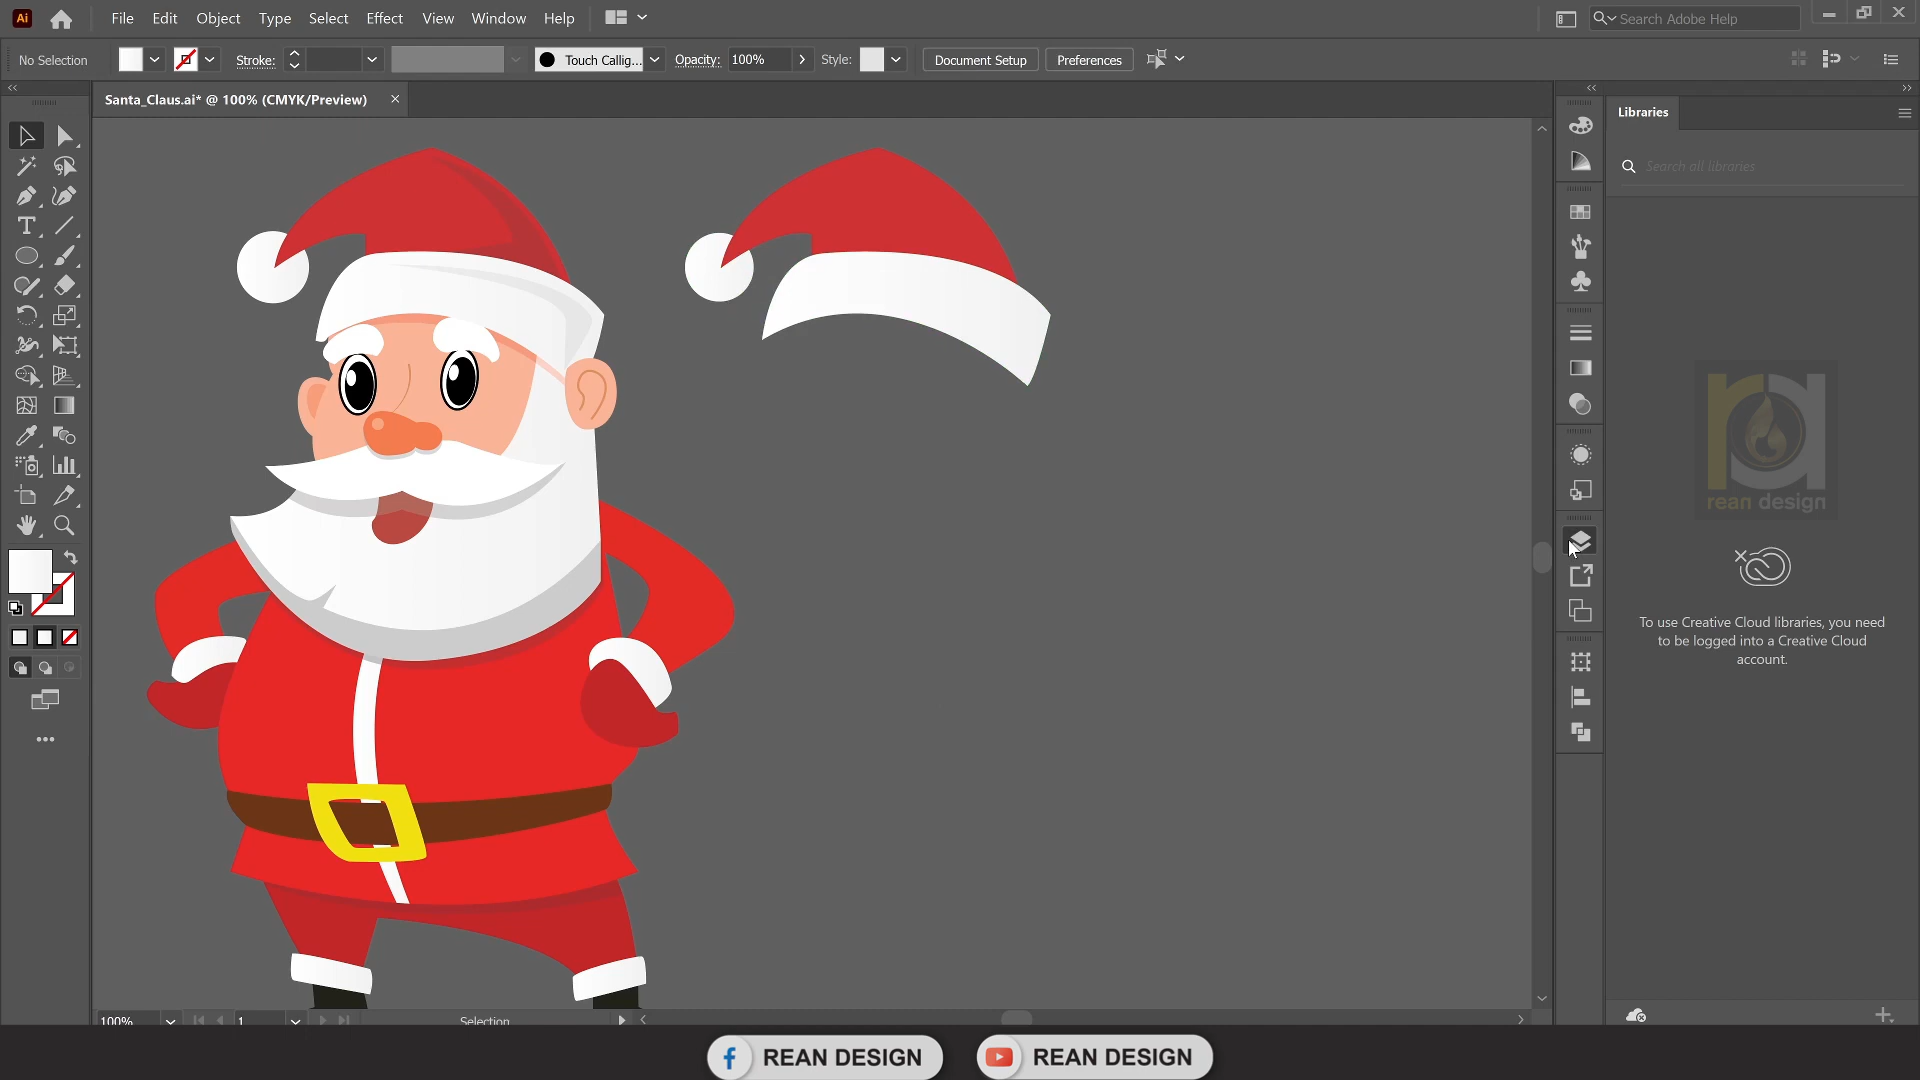 Ai File Edit Object Type Select Effect View Window Help Search Adobe Help
No Selection Stroke: Touch Callig... Opacity: 100% Style: Document Setup Preferences
Santa_Claus.ai* @ 100% (CMYK/Preview)
Libraries
Search all libraries
rean design
To use Creative Cloud libraries, you need
to be logged into a Creative Cloud
account.
100% 1 Selection
REAN DESIGN REAN DESIGN